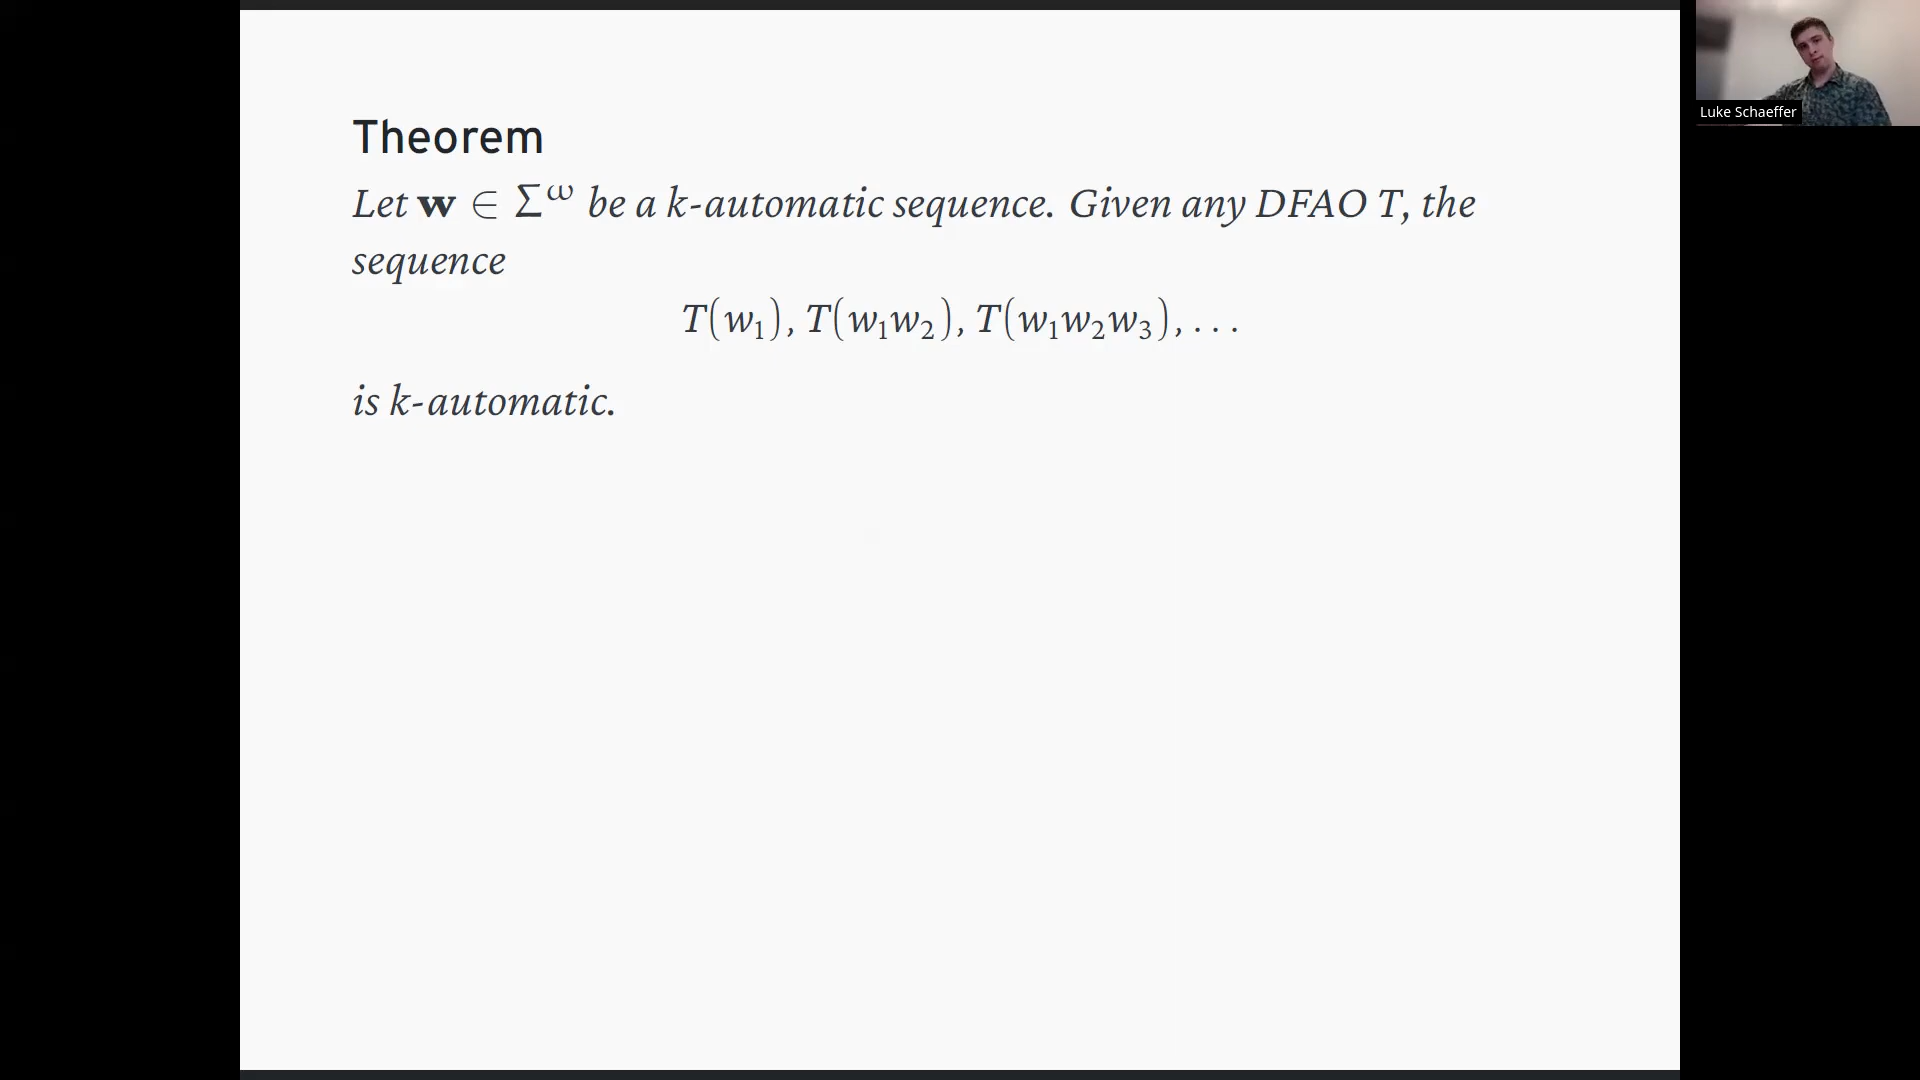 Theorem
Let w ∈ Σ^ω be a k-automatic sequence. Given any DFAO T, the
sequence
T(w₁), T(w₁w₂), T(w₁w₂w₃), . . .
is k-automatic.
Luke Schaeffer